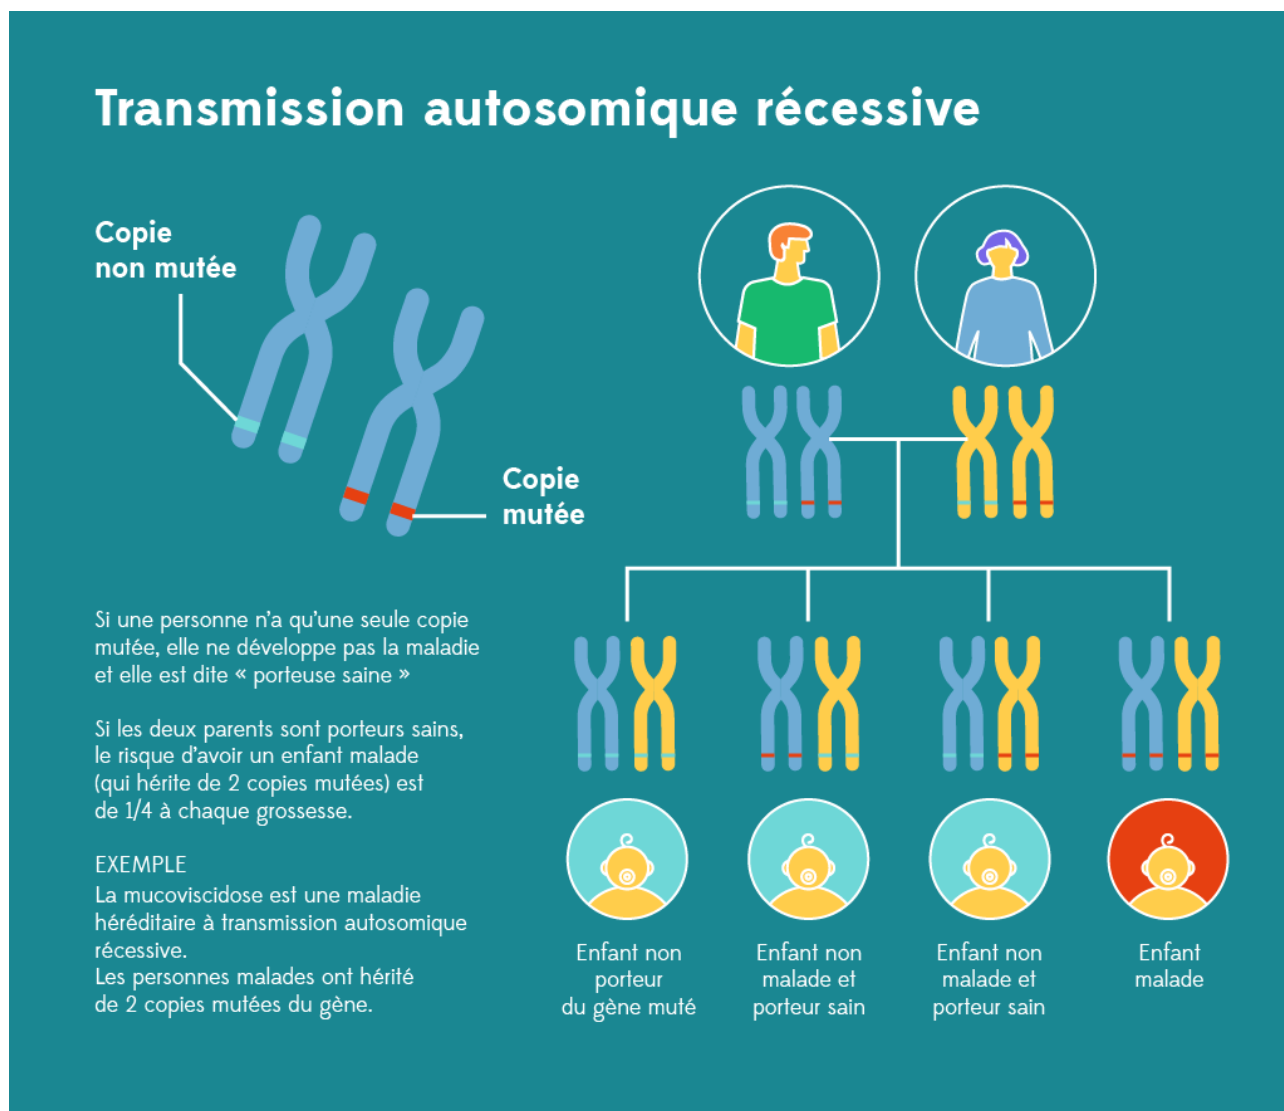 Transmission autosomique récessive
Copie
non mutée
Copie
mutée
Si une personne n'a qu'une seule copie
mutée, elle ne développe pas la maladie
et elle est dite « porteuse saine »
Si les deux parents sont porteurs sains,
le risque d'avoir un enfant malade
(qui hérite de 2 copies mutées) est
de 1/4 à chaque grossesse.
EXEMPLE
La mucoviscidose est une maladie
héréditaire à transmission autosomique
récessive.
Les personnes malades ont hérité
de 2 copies mutées du gène.
Enfant non
porteur
du gène muté
Enfant non
malade et
porteur sain
Enfant non
malade et
porteur sain
Enfant
malade